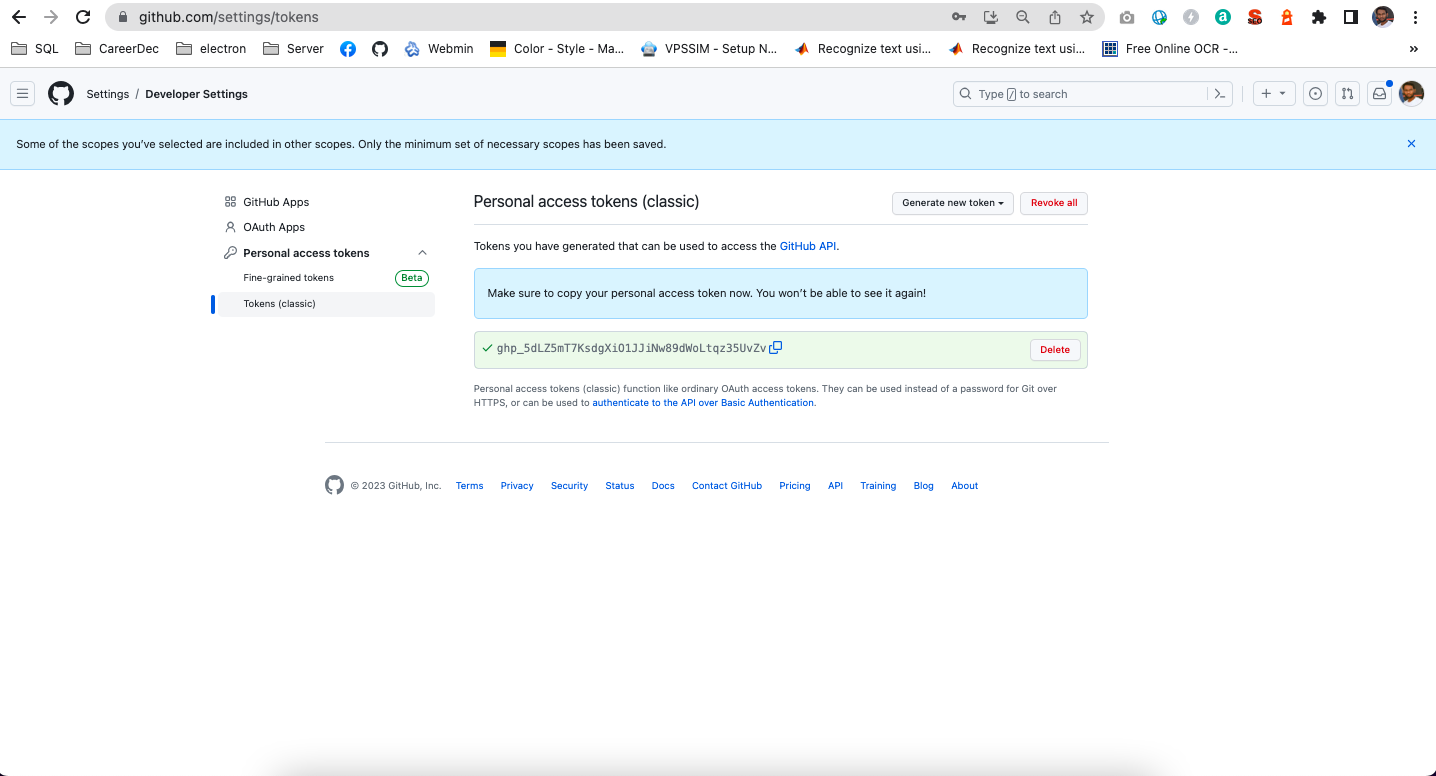 github.com/settings/tokens
SQL CareerDec electron Server Webmin Color - Style - Ma... VPSSIM - Setup N... Recognize text usi... Recognize text usi... Free Online OCR -... »
Settings / Developer Settings Type / to search
Some of the scopes you’ve selected are included in other scopes. Only the minimum set of necessary scopes has been saved.
GitHub Apps
OAuth Apps
Personal access tokens
Fine-grained tokens Beta
Tokens (classic)
Personal access tokens (classic) Generate new token Revoke all
Tokens you have generated that can be used to access the GitHub API.
Make sure to copy your personal access token now. You won’t be able to see it again!
Delete
Personal access tokens (classic) function like ordinary OAuth access tokens. They can be used instead of a password for Git over
HTTPS, or can be used to authenticate to the API over Basic Authentication.
© 2023 GitHub, Inc. Terms Privacy Security Status Docs Contact GitHub Pricing API Training Blog About